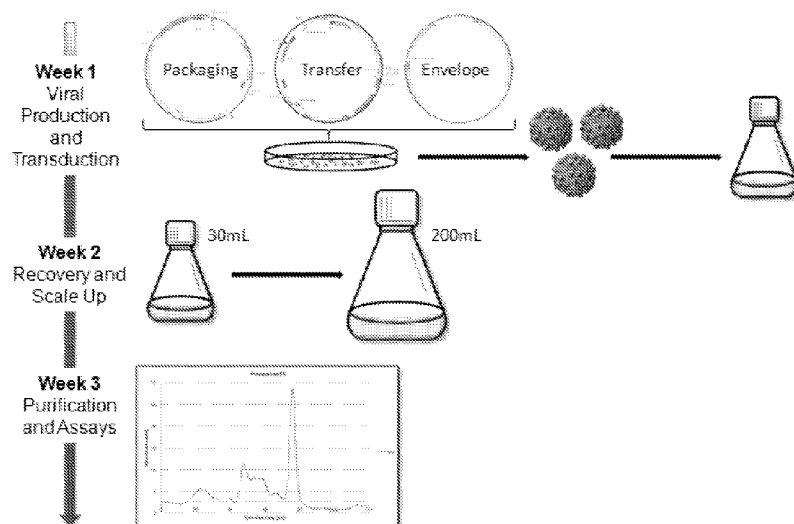 Week 1
Viral
Production
and
Transduction
Packaging
Transfer
Envelope
Week 2
Recovery and
Scale Up
30mL
200mL
Week 3
Purification
and Assays